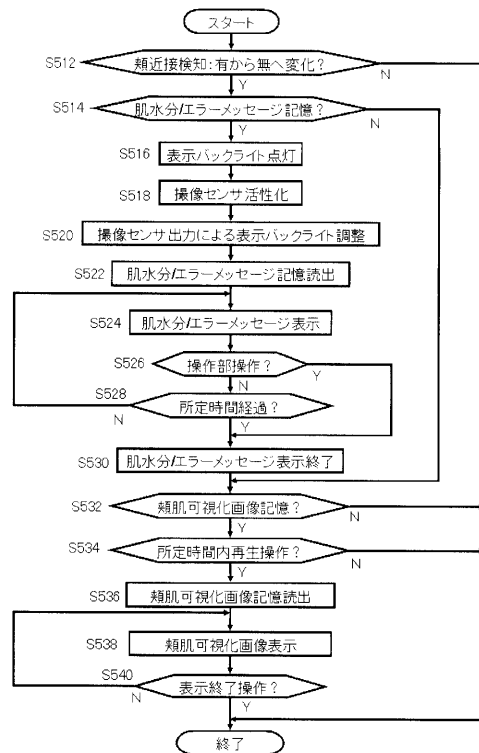 スタート
S512
頬近接検知:有から無へ変化?
N
Y
S514
肌水分/エラーメッセージ記憶?
N
Y
S516
表示バックライト点灯
S518
撮像センサ活性化
S520
撮像センサ出力による表示バックライト調整
S522
肌水分/エラーメッセージ記憶読出
S524
肌水分/エラーメッセージ表示
S526
操作部操作?
Y
N
S528
所定時間経過?
N
Y
S530
肌水分/エラーメッセージ表示終了
S532
頬肌可視化画像記憶?
N
Y
S534
所定時間内再生操作?
N
Y
S536
頬肌可視化画像記憶読出
S538
頬肌可視化画像表示
S540
表示終了操作?
N
Y
終了